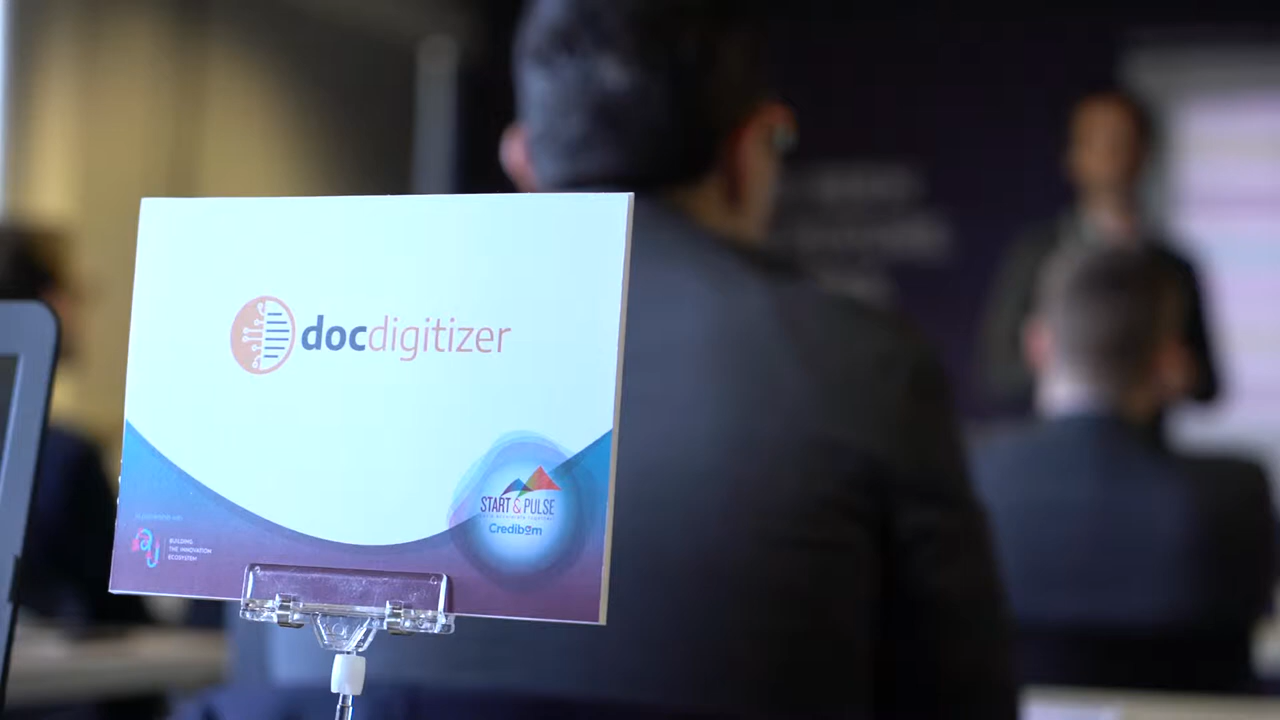 docdigitizer
START & PULSE
Credibom
BUILDING
THE INNOVATION
ECOSYSTEM